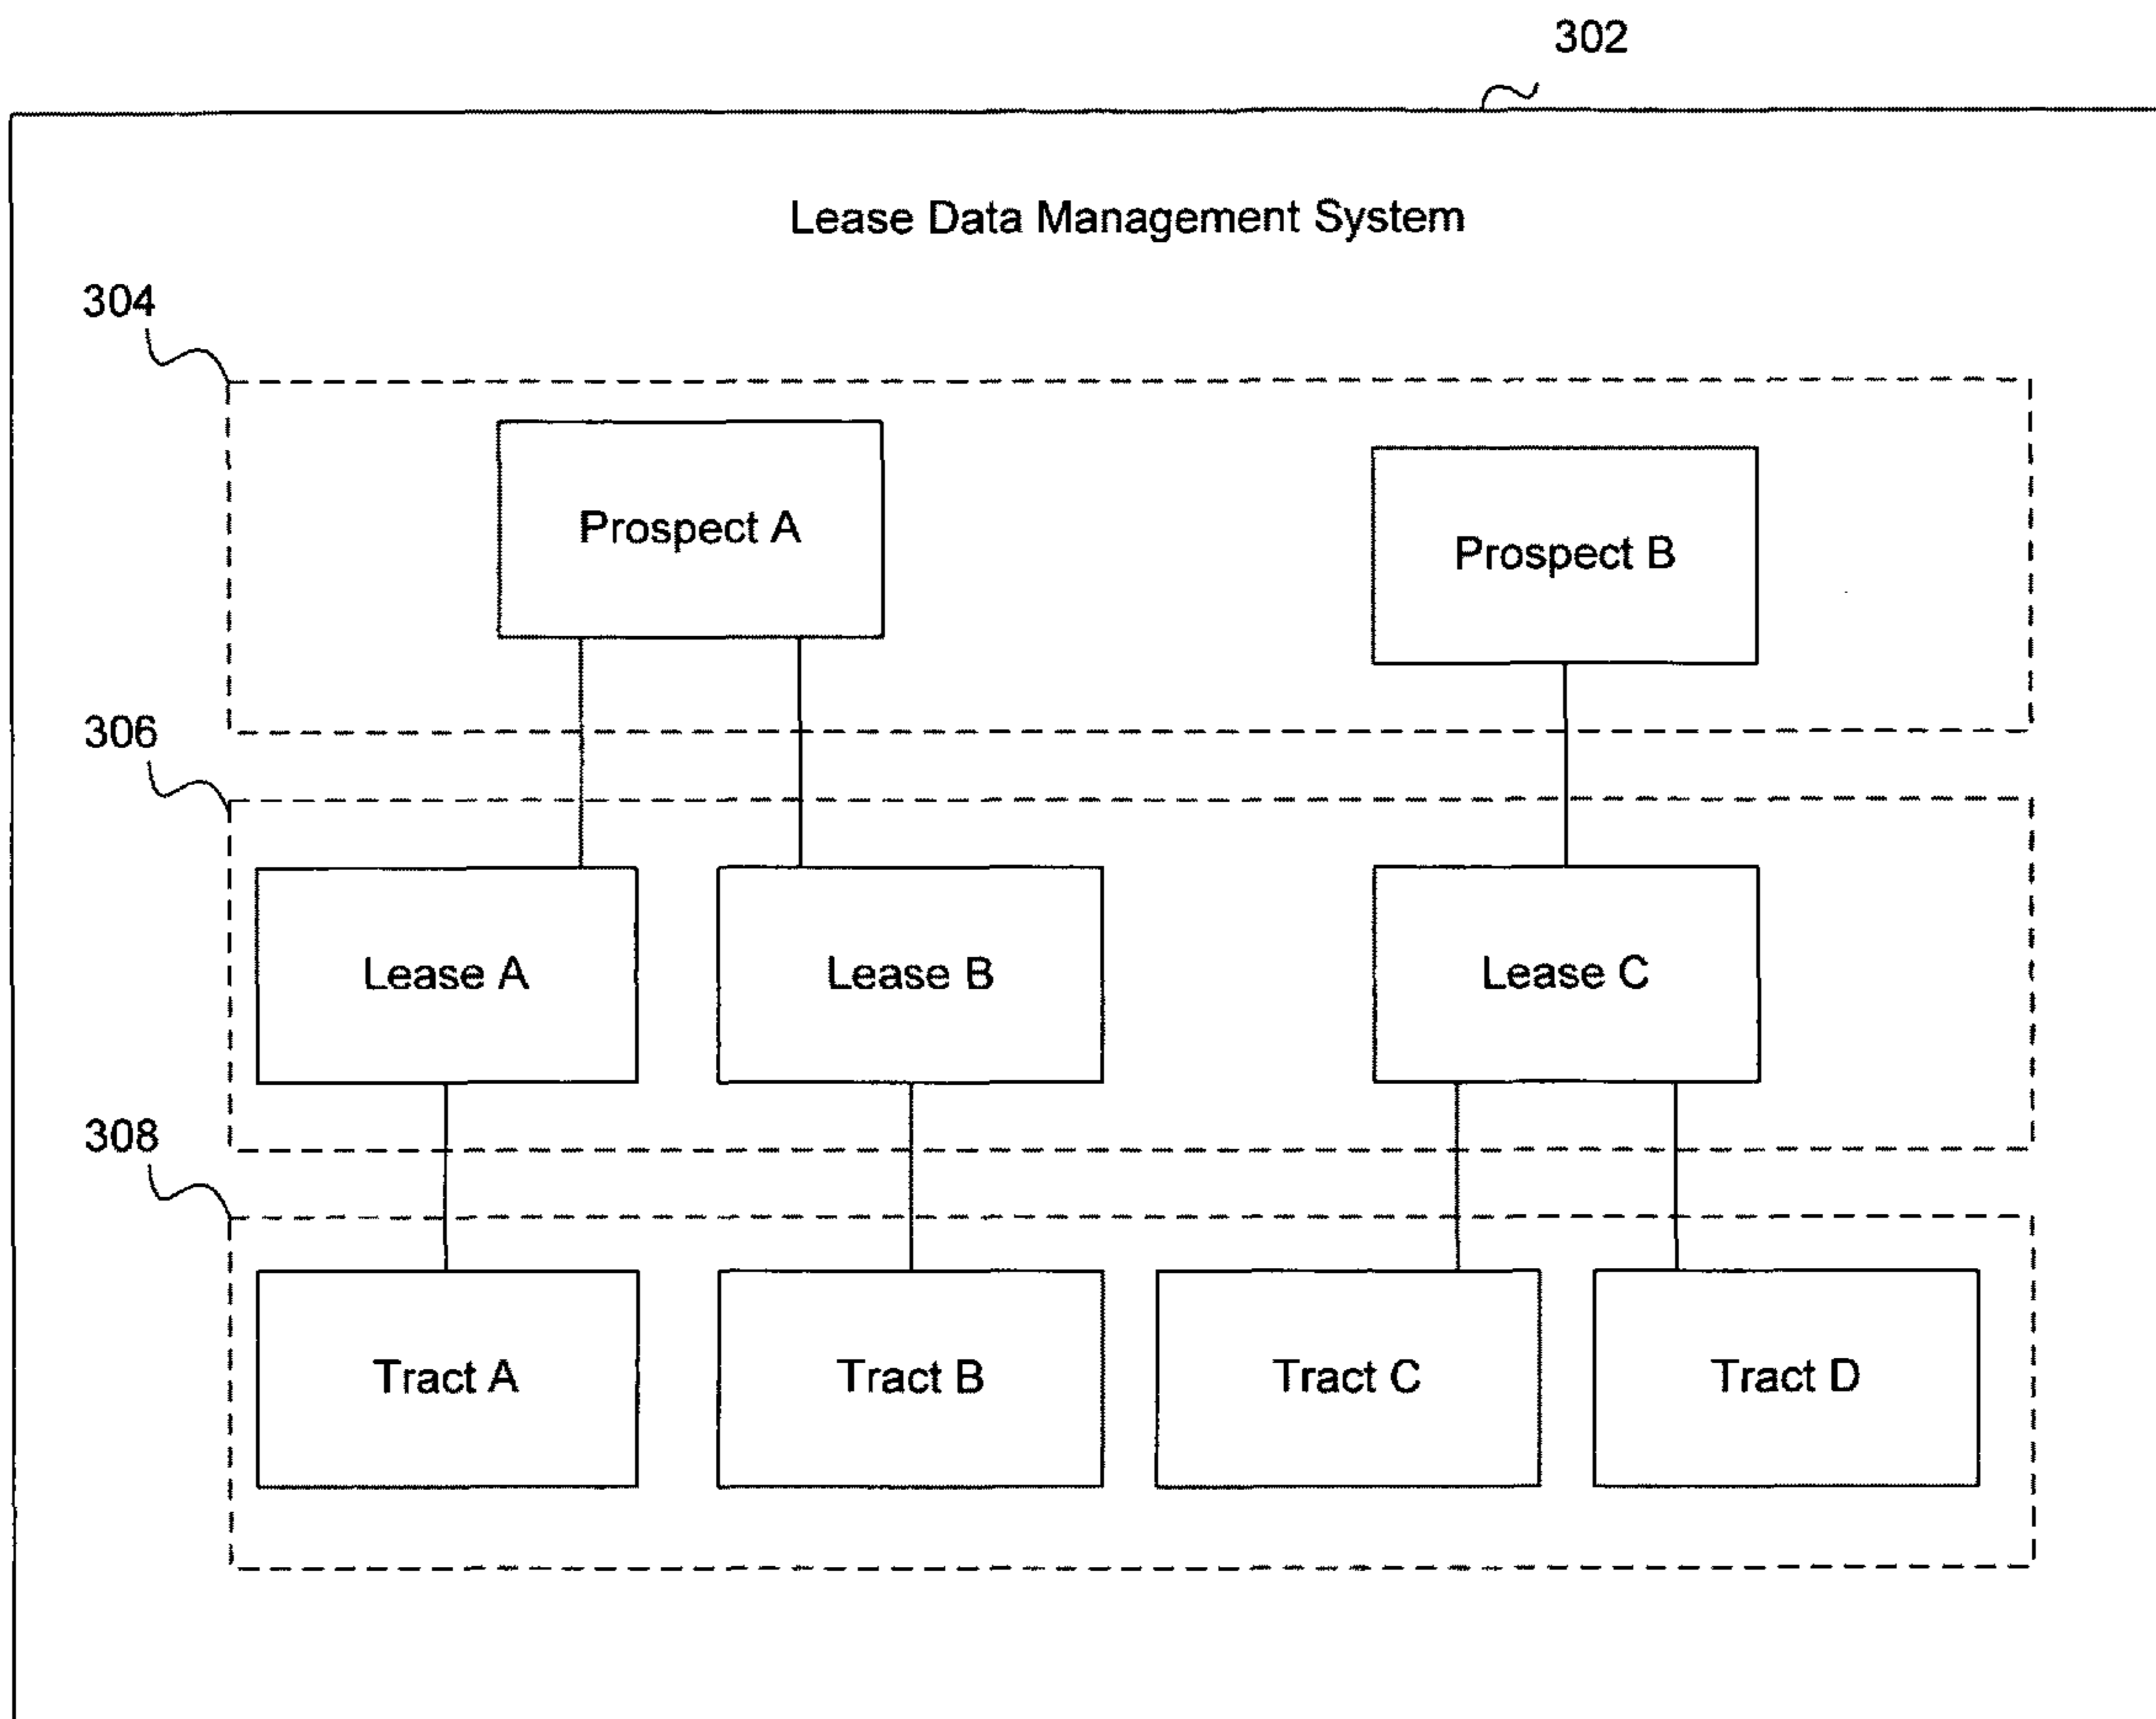 302
Lease Data Management System
304
Prospect A
Prospect B
306
Lease A
Lease B
Lease C
308
Tract A
Tract B
Tract C
Tract D